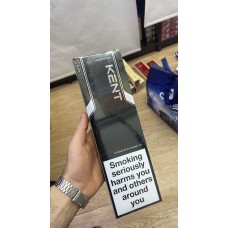 KENT
Smoking
seriously
harms you
and others
around
you